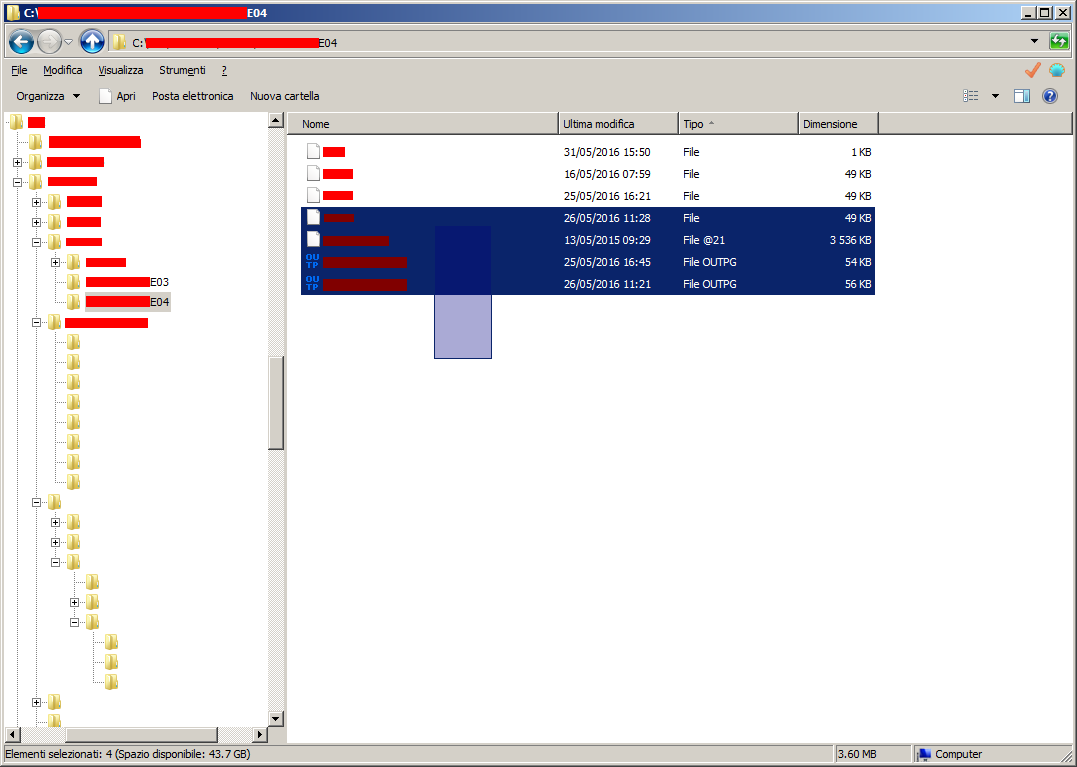 C:\ E04
C: E04
File Modifica Visualizza Strumenti ?
Organizza Apri Posta elettronica Nuova cartella
Nome Ultima modifica Tipo Dimensione
31/05/2016 15:50 File 1 KB
16/05/2016 07:59 File 49 KB
25/05/2016 16:21 File 49 KB
26/05/2016 11:28 File 49 KB
13/05/2015 09:29 File @21 3 536 KB
OUTP 25/05/2016 16:45 File OUTPG 54 KB
OUTP 26/05/2016 11:21 File OUTPG 56 KB
E03
E04
Elementi selezionati: 4 (Spazio disponibile: 43.7 GB) 3.60 MB Computer